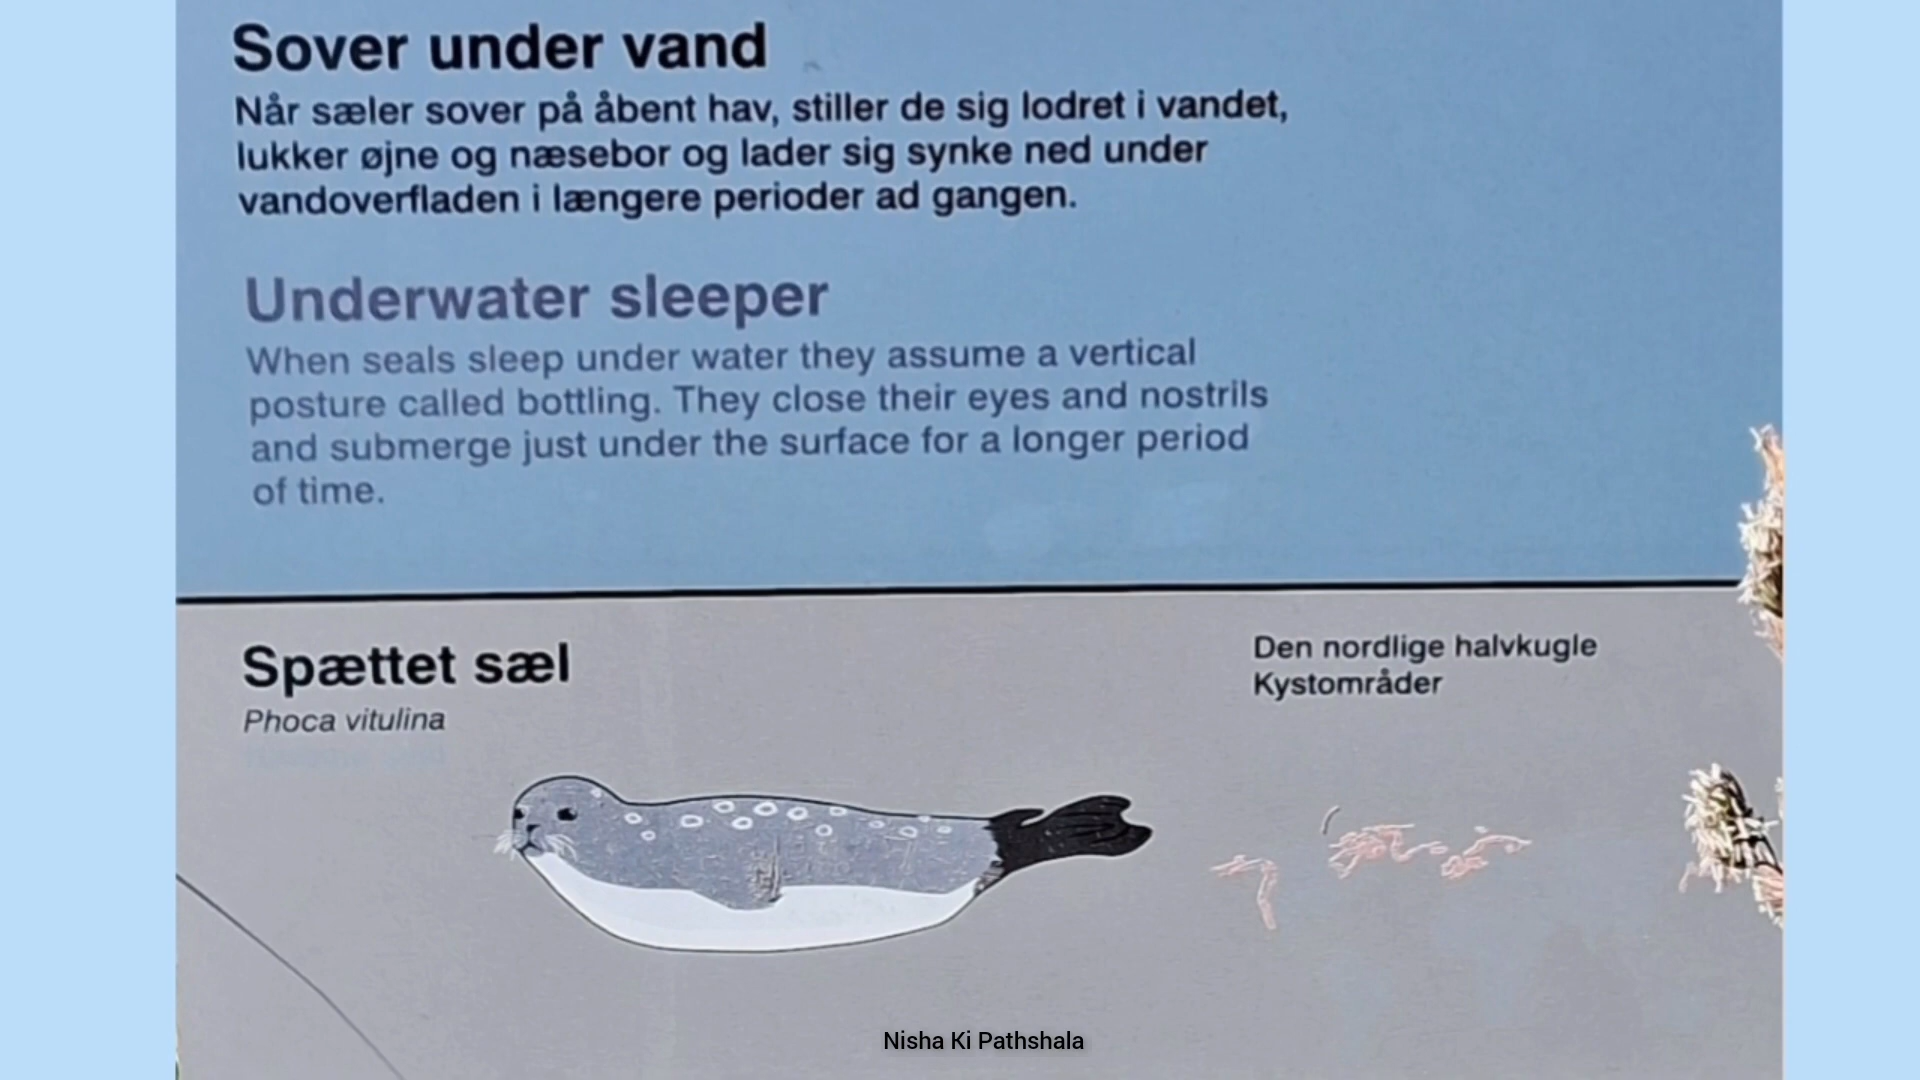 Sover under vand
Når sæler sover på åbent hav, stiller de sig lodret i vandet,
lukker øjne og næsebor og lader sig synke ned under
vandoverfladen i længere perioder ad gangen.
Underwater sleeper
When seals sleep under water they assume a vertical
posture called bottling. They close their eyes and nostrils
and submerge just under the surface for a longer period
of time.
Spættet sæl
Phoca vitulina
Den nordlige halvkugle
Kystområder
Nisha Ki Pathshala